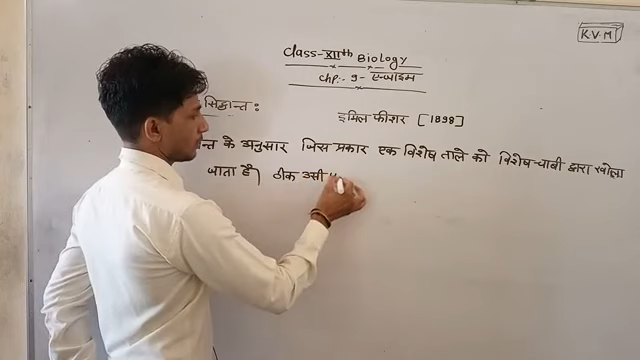 K.V.M
Class-XIIth Biology
Chp:- 9- एन्जाइम
सिद्धान्त :
इमिल फीशर [1898]
के अनुसार जिस प्रकार एक विशेष ताले को विशेष चाबी द्वारा खोला
जाता है। ठीक उसी